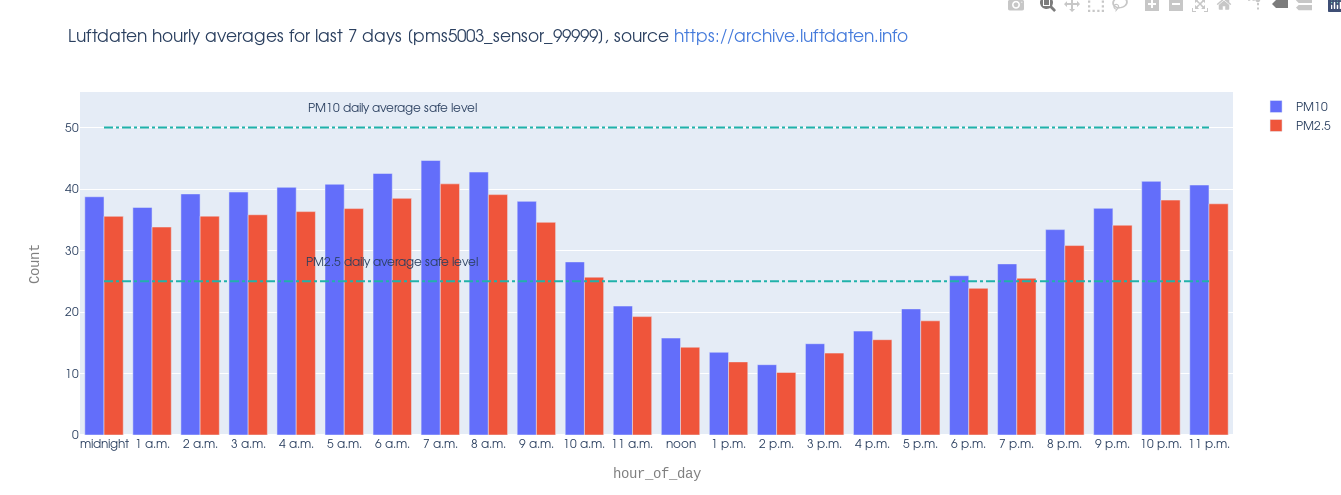 Luftdaten hourly averages for last 7 days (pms5003_sensor_99999), source https://archive.luftdaten.info
PM10 daily average safe level
PM10
PM2.5
50
40
30
PM2.5 daily average safe level
20
10
0
Count
midnight 1 a.m. 2 a.m. 3 a.m. 4 a.m. 5 a.m. 6 a.m. 7 a.m. 8 a.m. 9 a.m. 10 a.m. 11 a.m. noon 1 p.m. 2 p.m. 3 p.m. 4 p.m. 5 p.m. 6 p.m. 7 p.m. 8 p.m. 9 p.m. 10 p.m. 11 p.m.
hour_of_day